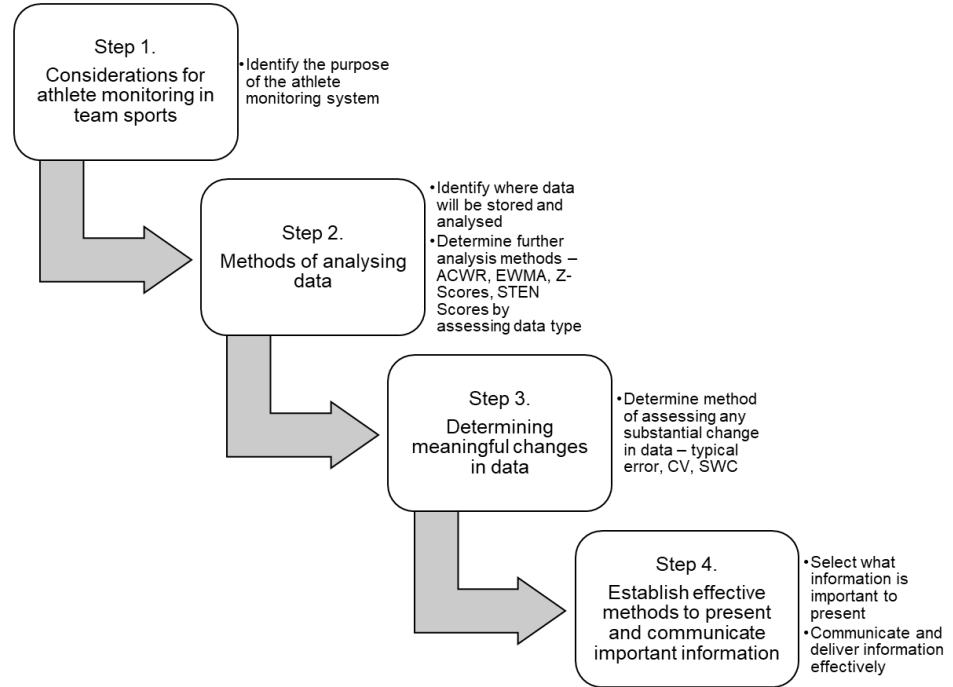 Step 1.
Considerations for
athlete monitoring in
team sports
•Identify the purpose
of the athlete
monitoring system
Step 2.
Methods of analysing
data
•Identify where data
will be stored and
analysed
•Determine further
analysis methods –
ACWR, EWMA, Z-
Scores, STEN
Scores by
assessing data type
Step 3.
Determining
meaningful changes
in data
•Determine method
of assessing any
substantial change
in data – typical
error, CV, SWC
Step 4.
Establish effective
methods to present
and communicate
important information
•Select what
information is
important to
present
•Communicate and
deliver information
effectively